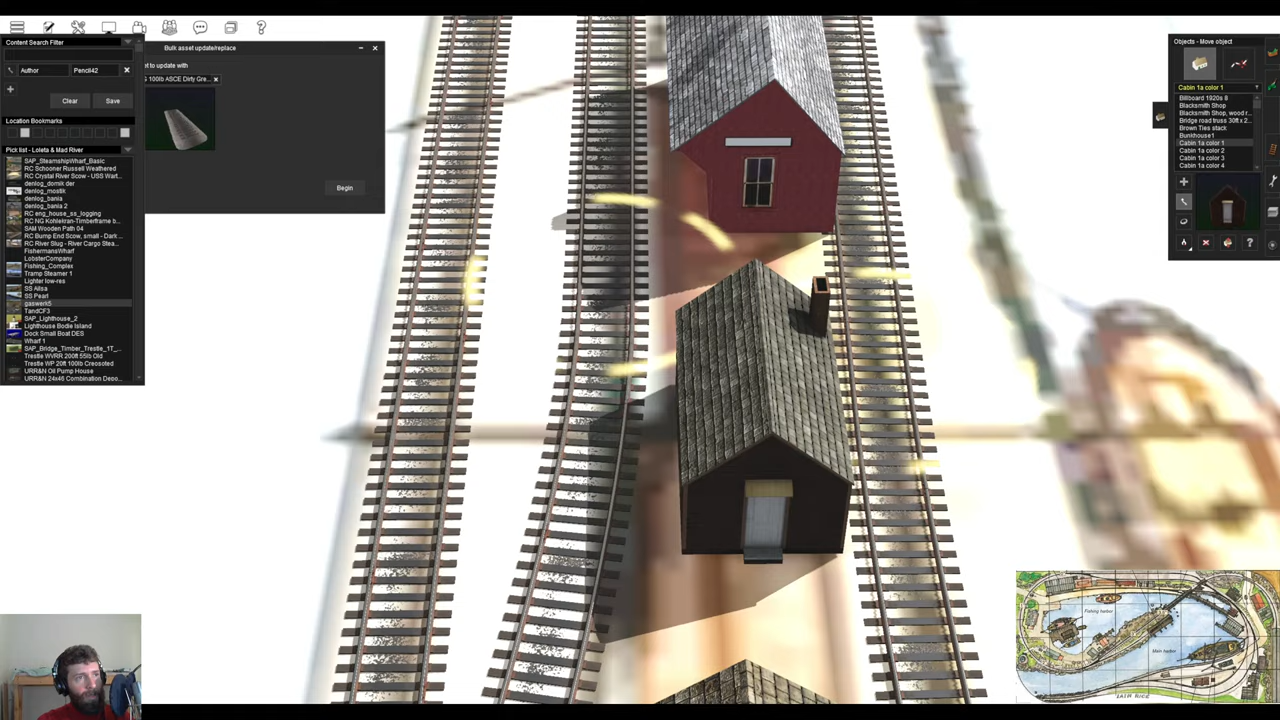 Content Search Filter
Author
Pencil42
Clear
Save
Location Bookmarks
Pick list - Loleta & Mad River
SAP_SteamshipWharf_Basic
RC Schooner Russell Weathered
RC Crystal River Scow - USS Warf...
denlog_domik der
denlog_mostik
denlog_bania
denlog_bania 2
RC eng_house_ss_logging
RC NG Kohlekran-Timberframe b...
SAM Wooden Path 04
RC Bump End Scow, small - Dark ...
RC River Slug - River Cargo Stea...
FishermansWharf
LobsterCompany
Fishing_Complex
Tramp Steamer 1
Lighter low-res
SS Ailsa
SS Pearl
gaswerk5
TandCF3
SAP_Lighthouse_2
Lighthouse Bodie Island
Dock Small Boat DES
Wharf 1
SAP_Bridge_Timber_Trestle_1T_...
Trestle WVRR 200ft 55lb Old
Trestle WP 20ft 100lb Creosoted
URR&N Oil Pump House
URR&N 24x46 Combination Depo...
Bulk asset update/replace
t to update with
100lb ASCE Dirty Gre...
Begin
Objects - Move object
Cabin 1a color 1
Billboard 1920s 8
Blacksmith Shop
Blacksmith Shop, wood r...
Bridge road truss 30ft x 2...
Brown Ties stack
Bunkhouse1
Cabin 1a color 1
Cabin 1a color 2
Cabin 1a color 3
Cabin 1a color 4
Fishing harbor
Main harbor